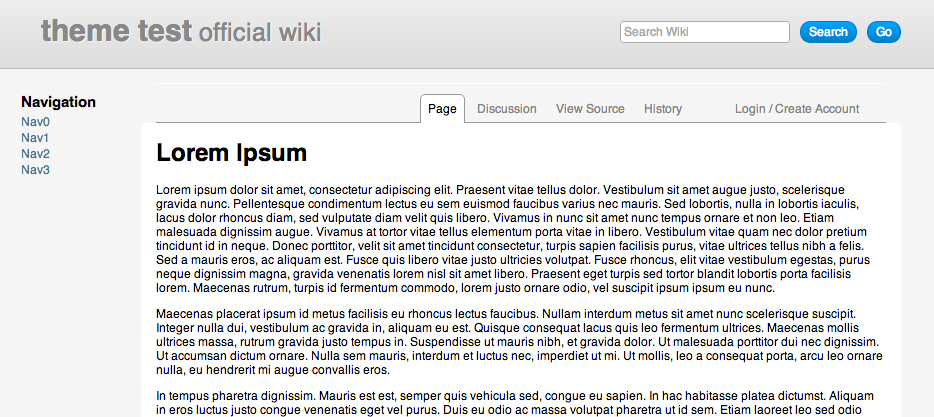 theme test official wiki
Search Wiki
Search
Go
Navigation
Nav0
Nav1
Nav2
Nav3
Page
Discussion
View Source
History
Login / Create Account
Lorem Ipsum
Lorem ipsum dolor sit amet, consectetur adipiscing elit. Praesent vitae tellus dolor. Vestibulum sit amet augue justo, scelerisque
gravida nunc. Pellentesque condimentum lectus eu sem euismod faucibus varius nec mauris. Sed lobortis, nulla in lobortis iaculis,
lacus dolor rhoncus diam, sed vulputate diam velit quis libero. Vivamus in nunc sit amet nunc tempus ornare et non leo. Etiam
malesuada dignissim augue. Vivamus at tortor vitae tellus elementum porta vitae in libero. Vestibulum vitae quam nec dolor pretium
tincidunt id in neque. Donec porttitor, velit sit amet tincidunt consectetur, turpis sapien facilisis purus, vitae ultrices tellus nibh a felis.
Sed a mauris eros, ac aliquam est. Fusce quis libero vitae justo ultricies volutpat. Fusce rhoncus, elit vitae vestibulum egestas, purus
neque dignissim magna, gravida venenatis lorem nisl sit amet libero. Praesent eget turpis sed tortor blandit lobortis porta facilisis
lorem. Maecenas rutrum, turpis id fermentum commodo, lorem justo ornare odio, vel suscipit ipsum ipsum eu nunc.
Maecenas placerat ipsum id metus facilisis eu rhoncus lectus faucibus. Nullam interdum metus sit amet nunc scelerisque suscipit.
Integer nulla dui, vestibulum ac gravida in, aliquam eu est. Quisque consequat lacus quis leo fermentum ultrices. Maecenas mollis
ultrices massa, rutrum gravida justo tempus in. Suspendisse ut mauris nibh, et gravida dolor. Ut malesuada porttitor dui nec dignissim.
Ut accumsan dictum ornare. Nulla sem mauris, interdum et luctus nec, imperdiet ut mi. Ut mollis, leo a consequat porta, arcu leo ornare
nulla, eu hendrerit mi augue convallis eros.
In tempus pharetra dignissim. Mauris est est, semper quis vehicula sed, congue eu sapien. In hac habitasse platea dictumst. Aliquam
in eros luctus justo congue venenatis eget vel purus. Duis eu odio ac massa volutpat pharetra ut id sem. Etiam laoreet leo sed odio